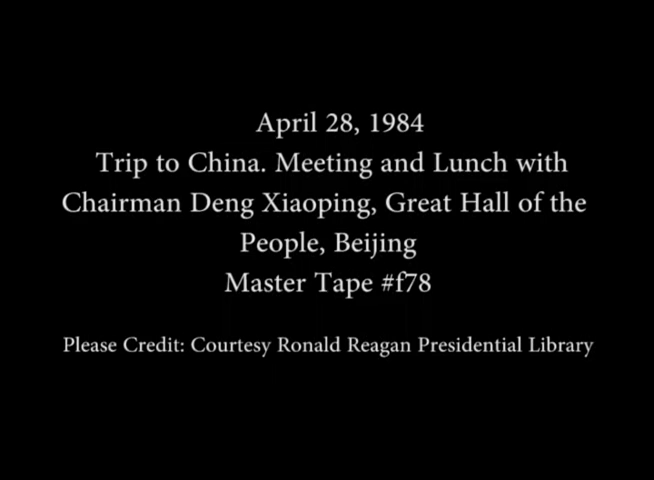 April 28, 1984
Trip to China. Meeting and Lunch with
Chairman Deng Xiaoping, Great Hall of the
People, Beijing
Master Tape #f78
Please Credit: Courtesy Ronald Reagan Presidential Library